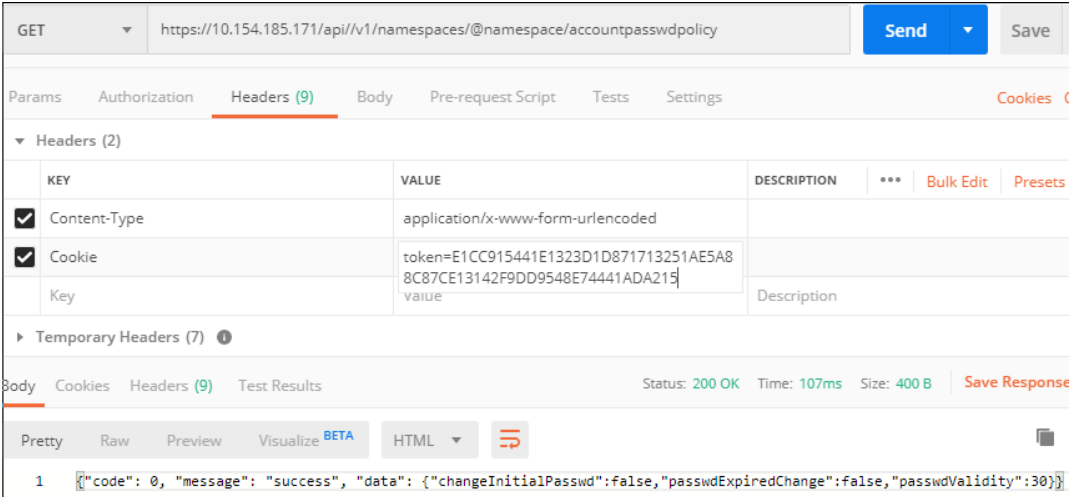 GET https://10.154.185.171/api//v1/namespaces/@namespace/accountpasswdpolicy Send Save
Params Authorization Headers (9) Body Pre-request Script Tests Settings Cookies C
Headers (2)
KEY VALUE DESCRIPTION ••• Bulk Edit Presets
Content-Type application/x-www-form-urlencoded
Cookie token=E1CC915441E1323D1D871713251AE5A8
8C87CE13142F9DD9548E74441ADA215
Key Value Description
Temporary Headers (7)
Body Cookies Headers (9) Test Results Status: 200 OK Time: 107ms Size: 400 B Save Response
Pretty Raw Preview Visualize BETA HTML
1 {"code": 0, "message": "success", "data": {"changeInitialPasswd":false,"passwdExpiredChange":false,"passwdValidity":30}}